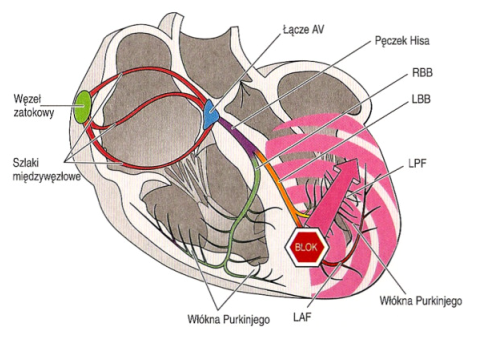 Łącze AV
Pęczek Hisa
RBB
LBB
Węzeł
zatokowy
LPF
Szlaki
międzywęzłowe
BLOK
Włókna Purkinjego
Włókna Purkinjego
LAF